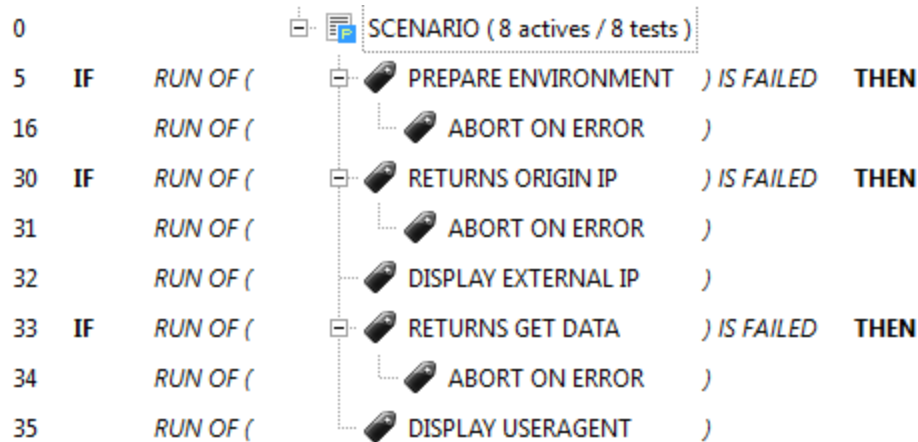 0 SCENARIO ( 8 actives / 8 tests )
5 IF RUN OF ( PREPARE ENVIRONMENT ) IS FAILED THEN
16 RUN OF ( ABORT ON ERROR )
30 IF RUN OF ( RETURNS ORIGIN IP ) IS FAILED THEN
31 RUN OF ( ABORT ON ERROR )
32 RUN OF ( DISPLAY EXTERNAL IP )
33 IF RUN OF ( RETURNS GET DATA ) IS FAILED THEN
34 RUN OF ( ABORT ON ERROR )
35 RUN OF ( DISPLAY USERAGENT )